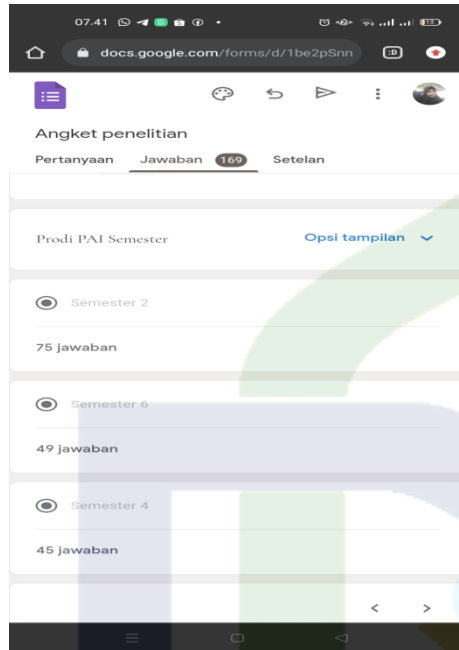 07.41
docs.google.com/forms/d/1be2pSnn
:D
Angket penelitian
Pertanyaan Jawaban 169 Setelan
Prodi PAI Semester Opsi tampilan
Semester 2
75 jawaban
Semester 6
49 jawaban
Semester 4
45 jawaban